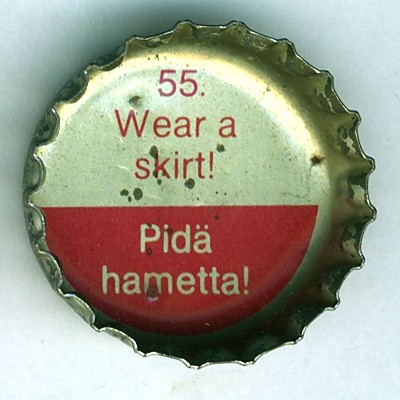 55.
Wear a
skirt!
Pidä
hametta!